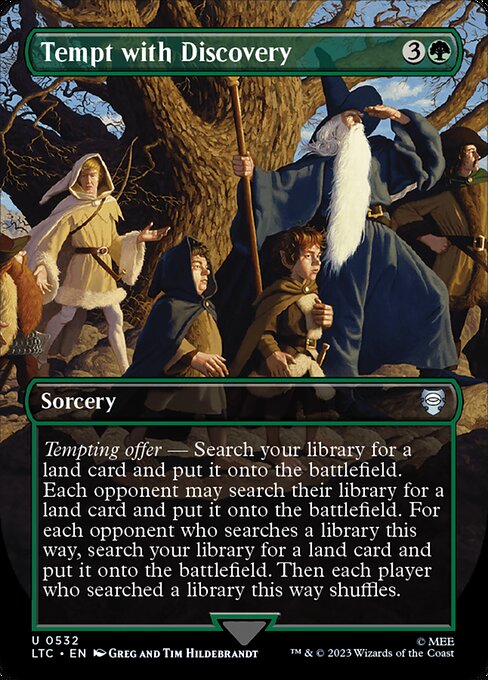 Tempt with Discovery 3
Sorcery
Tempting offer — Search your library for a
land card and put it onto the battlefield.
Each opponent may search their library for a
land card and put it onto the battlefield. For
each opponent who searches a library this
way, search your library for a land card and
put it onto the battlefield. Then each player
who searched a library this way shuffles.
U 0532
LTC • EN Greg and Tim Hildebrandt
© MEE
™ & © 2023 Wizards of the Coast